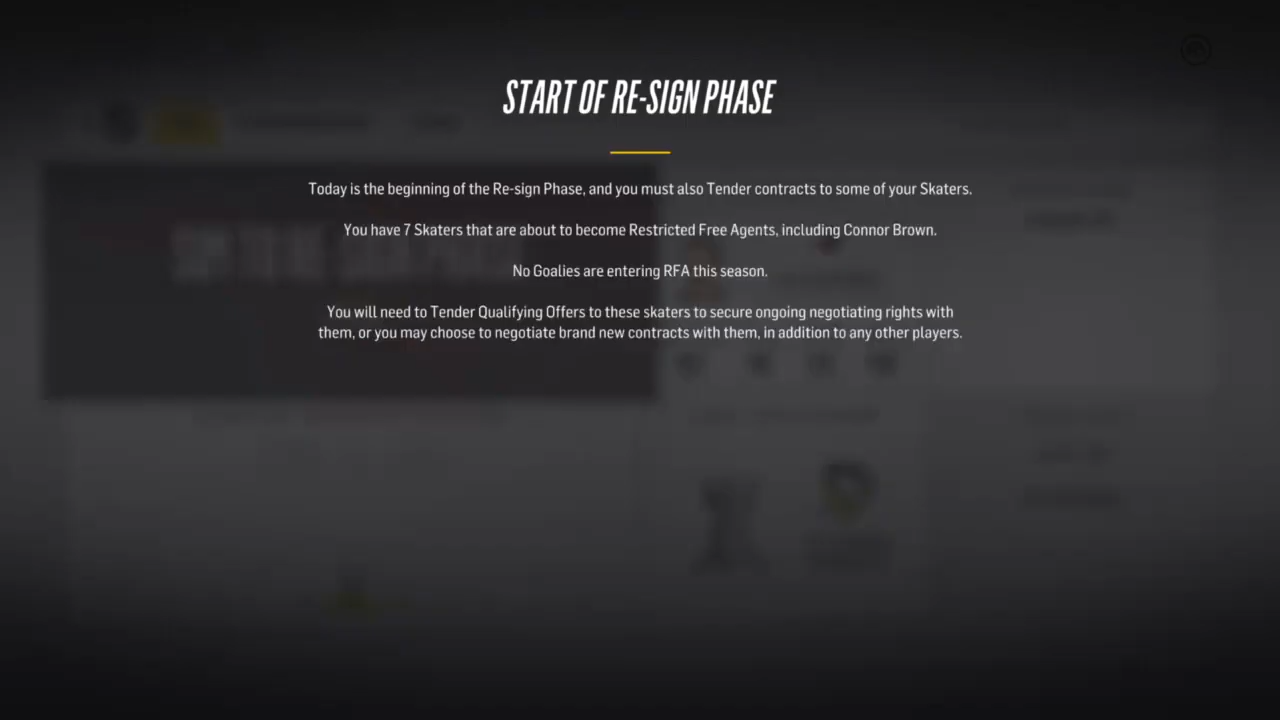 START OF RE-SIGN PHASE
Today is the beginning of the Re-sign Phase, and you must also Tender contracts to some of your Skaters.
You have 7 Skaters that are about to become Restricted Free Agents, including Connor Brown.
No Goalies are entering RFA this season.
You will need to Tender Qualifying Offers to these skaters to secure ongoing negotiating rights with
them, or you may choose to negotiate brand new contracts with them, in addition to any other players.